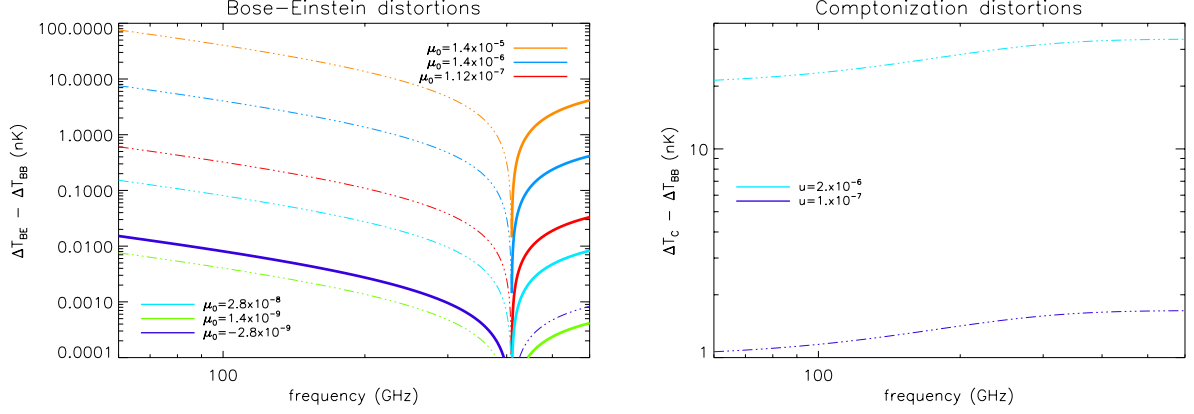 Bose−Einstein distortions
100.0000
10.0000
1.0000
0.1000
0.0100
0.0010
0.0001
ΔT_BE − ΔT_BB (nK)
μ₀=1.4x10⁻⁵
μ₀=1.4x10⁻⁶
μ₀=1.12x10⁻⁷
μ₀=2.8x10⁻⁸
μ₀=1.4x10⁻⁹
μ₀=−2.8x10⁻⁹
100
frequency (GHz)
Comptonization distortions
10
1
ΔT_C − ΔT_BB (nK)
u=2.x10⁻⁶
u=1.x10⁻⁷
100
frequency (GHz)